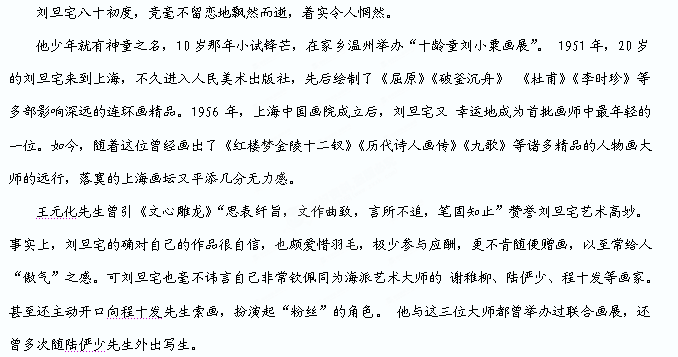 刘旦宅八十初度，竞毫不留恋地飘然而逝，着实令人惘然。
他少年就有神童之名，10岁那年小试锋芒，在家乡温州举办“十龄童刘小粟画展”。 1951年，20岁
的刘旦宅来到上海，不久进入人民美术出版社，先后绘制了《屈原》《破釜沉舟》 《杜甫》《李时珍》等
多部影响深远的连环画精品。1956年，上海中国画院成立后，刘旦宅又 幸运地成为首批画师中最年轻的
一位。如今，随着这位曾经画出了《红楼梦金陵十二钗》《历代诗人画传》《九歌》等诸多精品的人物画大
师的远行，落寞的上海画坛又平添几分无力感。
王元化先生曾引《文心雕龙》“思表纤旨，文作曲致，言所不追，笔固知止”赞誉刘旦宅艺术高妙。
事实上，刘旦宅的确对自己的作品很自信，也颇爱惜羽毛，极少参与应酬，更不肯随便赠画，以至常给人
“傲气”之感。可刘旦宅也毫不讳言自己非常钦佩同为海派艺术大师的 谢稚柳、陆俨少、程十发等画家。
甚至还主动开口向程十发先生索画，扮演起“粉丝”的角色。 他与这三位大师都曾举办过联合画展，还
曾多次随陆俨少先生外出写生。